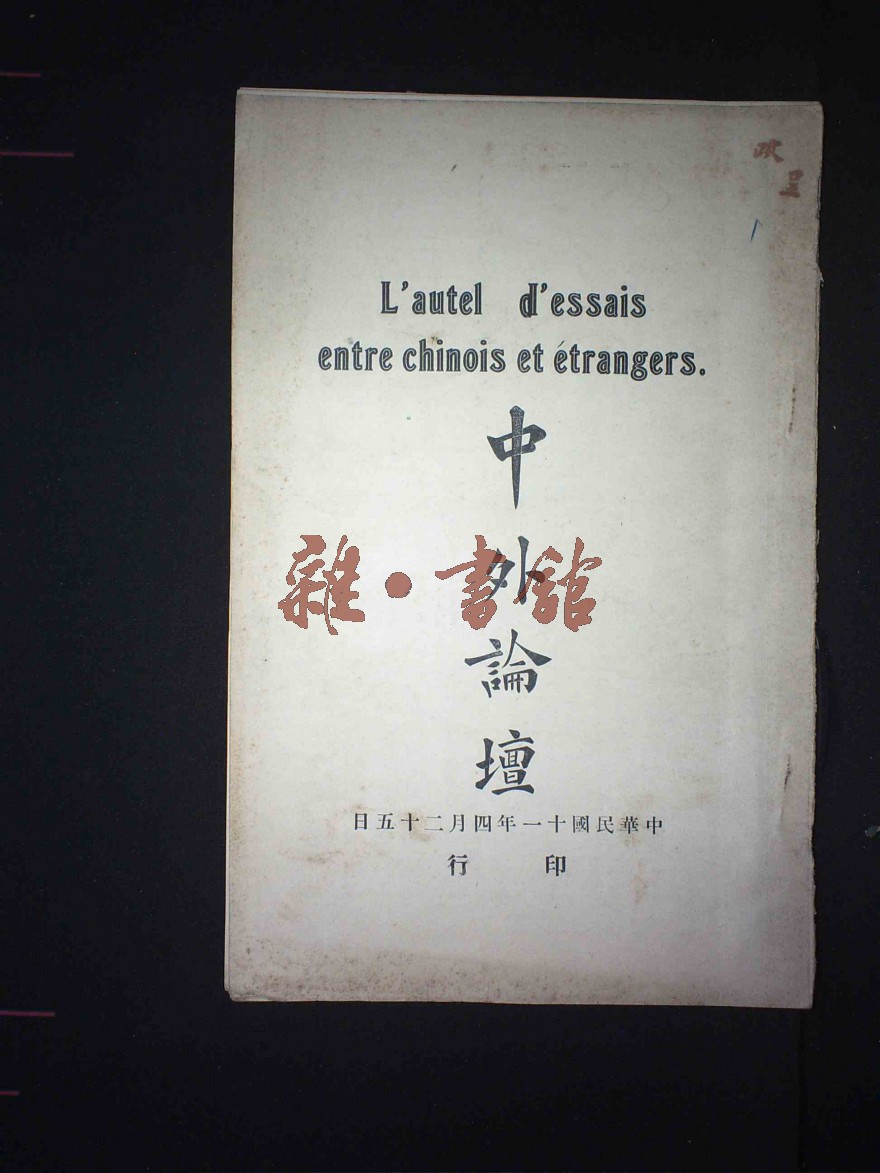 L'autel d'essais
entre chinois et étrangers.
中外論壇
雜·書館
中華民國十一年四月二十五日
印行
呈